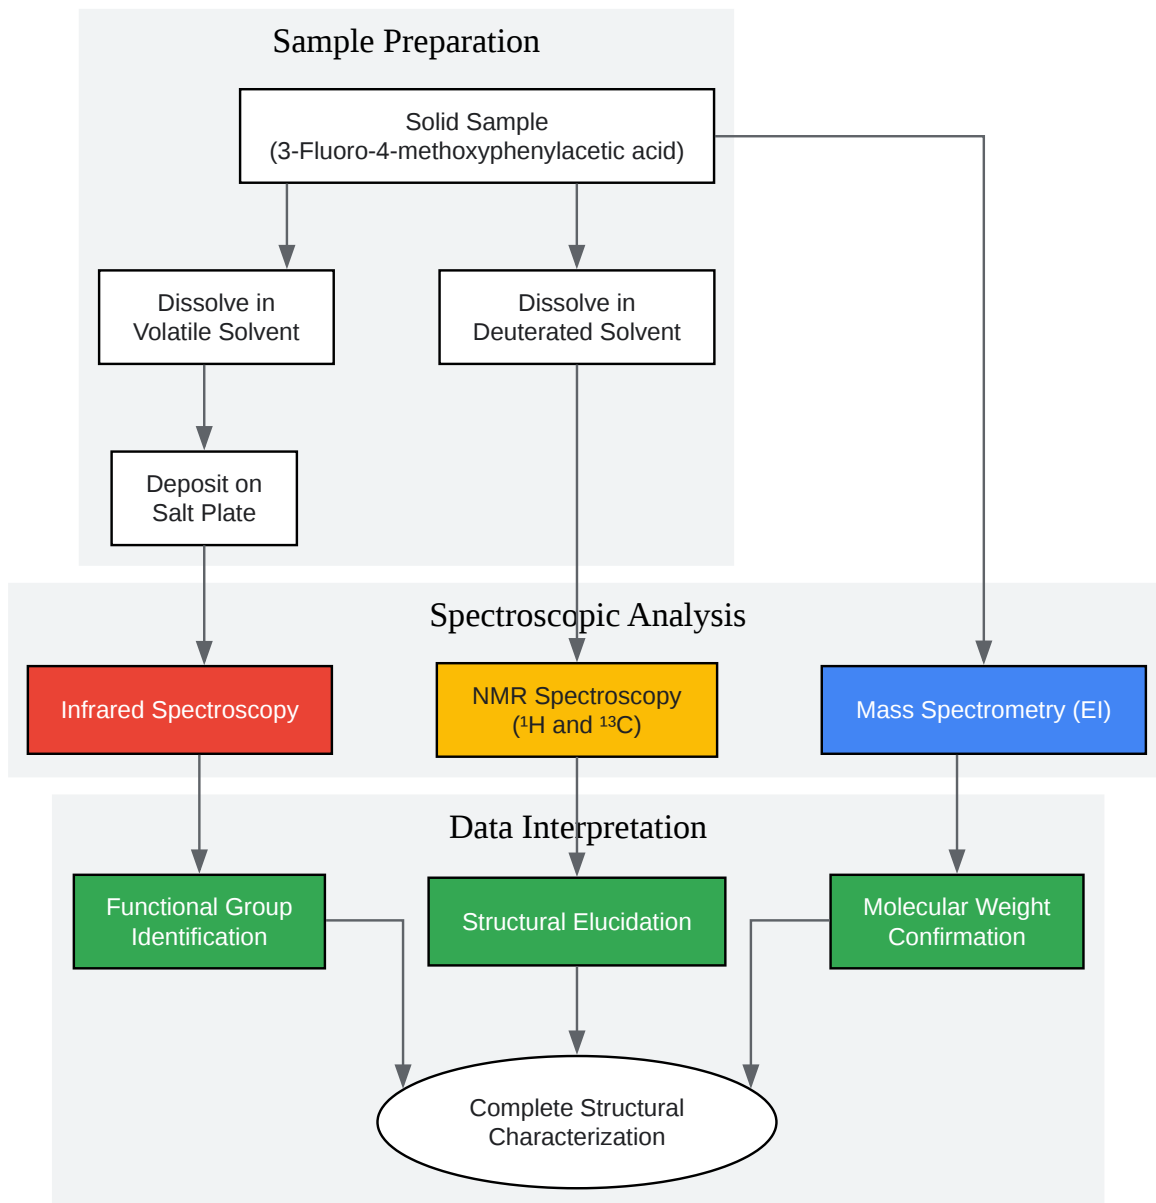 Sample Preparation
Solid Sample
(3-Fluoro-4-methoxyphenylacetic acid)
Dissolve in
Volatile Solvent
Dissolve in
Deuterated Solvent
Deposit on
Salt Plate
Spectroscopic Analysis
Infrared Spectroscopy
NMR Spectroscopy
(¹H and ¹³C)
Mass Spectrometry (EI)
Data Interpretation
Functional Group
Identification
Structural Elucidation
Molecular Weight
Confirmation
Complete Structural
Characterization